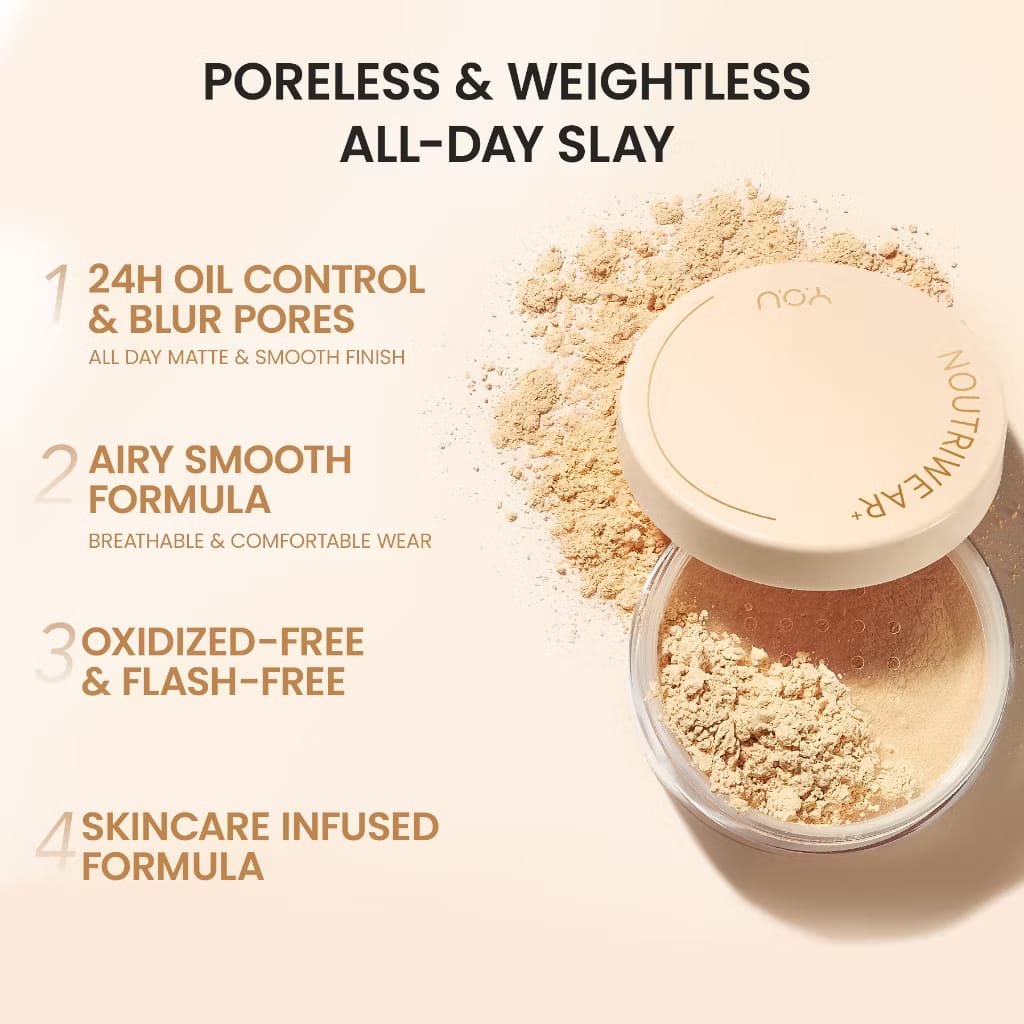 PORELESS & WEIGHTLESS
ALL-DAY SLAY
1 24H OIL CONTROL
& BLUR PORES
ALL DAY MATTE & SMOOTH FINISH
2 AIRY SMOOTH
FORMULA
BREATHABLE & COMFORTABLE WEAR
3 OXIDIZED-FREE
& FLASH-FREE
4 SKINCARE INFUSED
FORMULA
Y.O.U
NOUTRIWEAR+